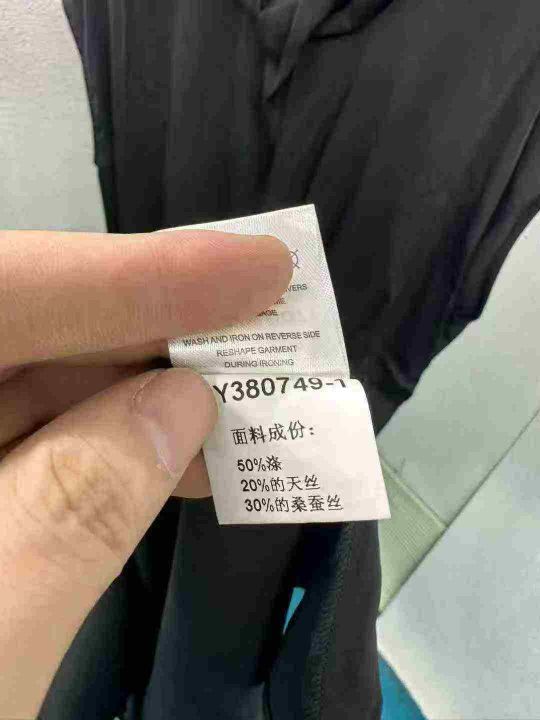 WASH AND IRON ON REVERSE SIDE
RESHAPE GARMENT
DURING IRONING
Y380749-1
面料成份：
50%涤
20%的天丝
30%的桑蚕丝